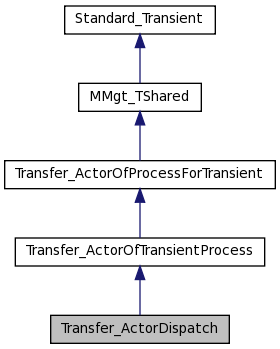 Standard_Transient
MMgt_TShared
Transfer_ActorOfProcessForTransient
Transfer_ActorOfTransientProcess
Transfer_ActorDispatch